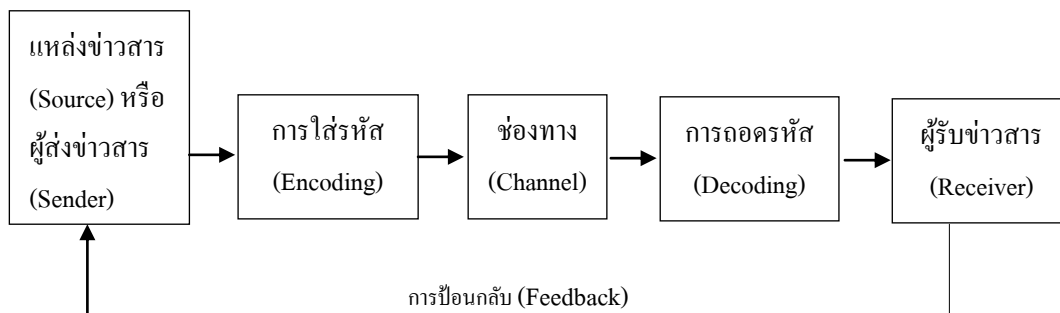 แหล่งข่าวสาร
(Source) หรือ
ผู้ส่งข่าวสาร
(Sender)
การใส่รหัส
(Encoding)
ช่องทาง
(Channel)
การถอดรหัส
(Decoding)
ผู้รับข่าวสาร
(Receiver)
การป้อนกลับ (Feedback)